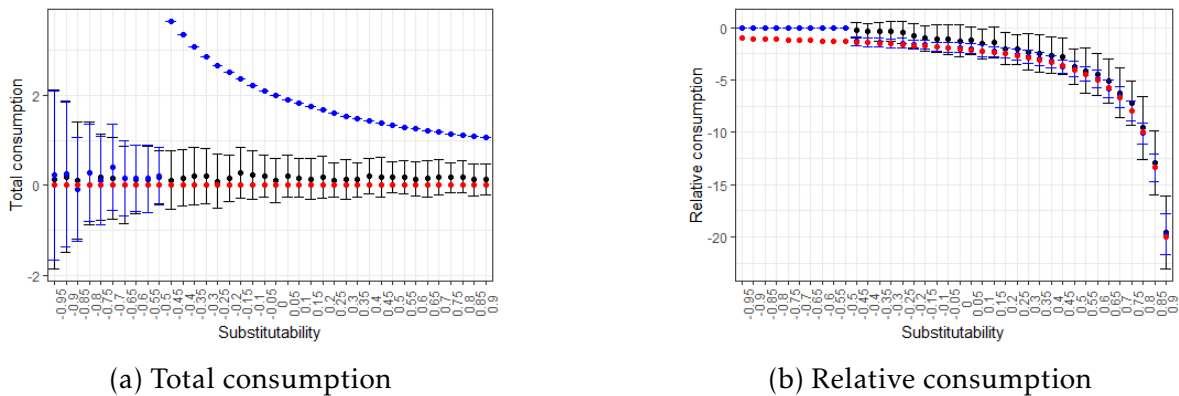 Total consumption
2
0
-2
-0.95 -0.9 -0.85 -0.8 -0.75 -0.7 -0.65 -0.6 -0.55 -0.5 -0.45 -0.4 -0.35 -0.3 -0.25 -0.2 -0.15 -0.1 -0.05 0 0.05 0.1 0.15 0.2 0.25 0.3 0.35 0.4 0.45 0.5 0.55 0.6 0.65 0.7 0.75 0.8 0.85 0.9
Substitutability
(a) Total consumption
Relative consumption
0
-5
-10
-15
-20
-0.95 -0.9 -0.85 -0.8 -0.75 -0.7 -0.65 -0.6 -0.55 -0.5 -0.45 -0.4 -0.35 -0.3 -0.25 -0.2 -0.15 -0.1 -0.05 0 0.05 0.1 0.15 0.2 0.25 0.3 0.35 0.4 0.45 0.5 0.55 0.6 0.65 0.7 0.75 0.8 0.85 0.9
Substitutability
(b) Relative consumption